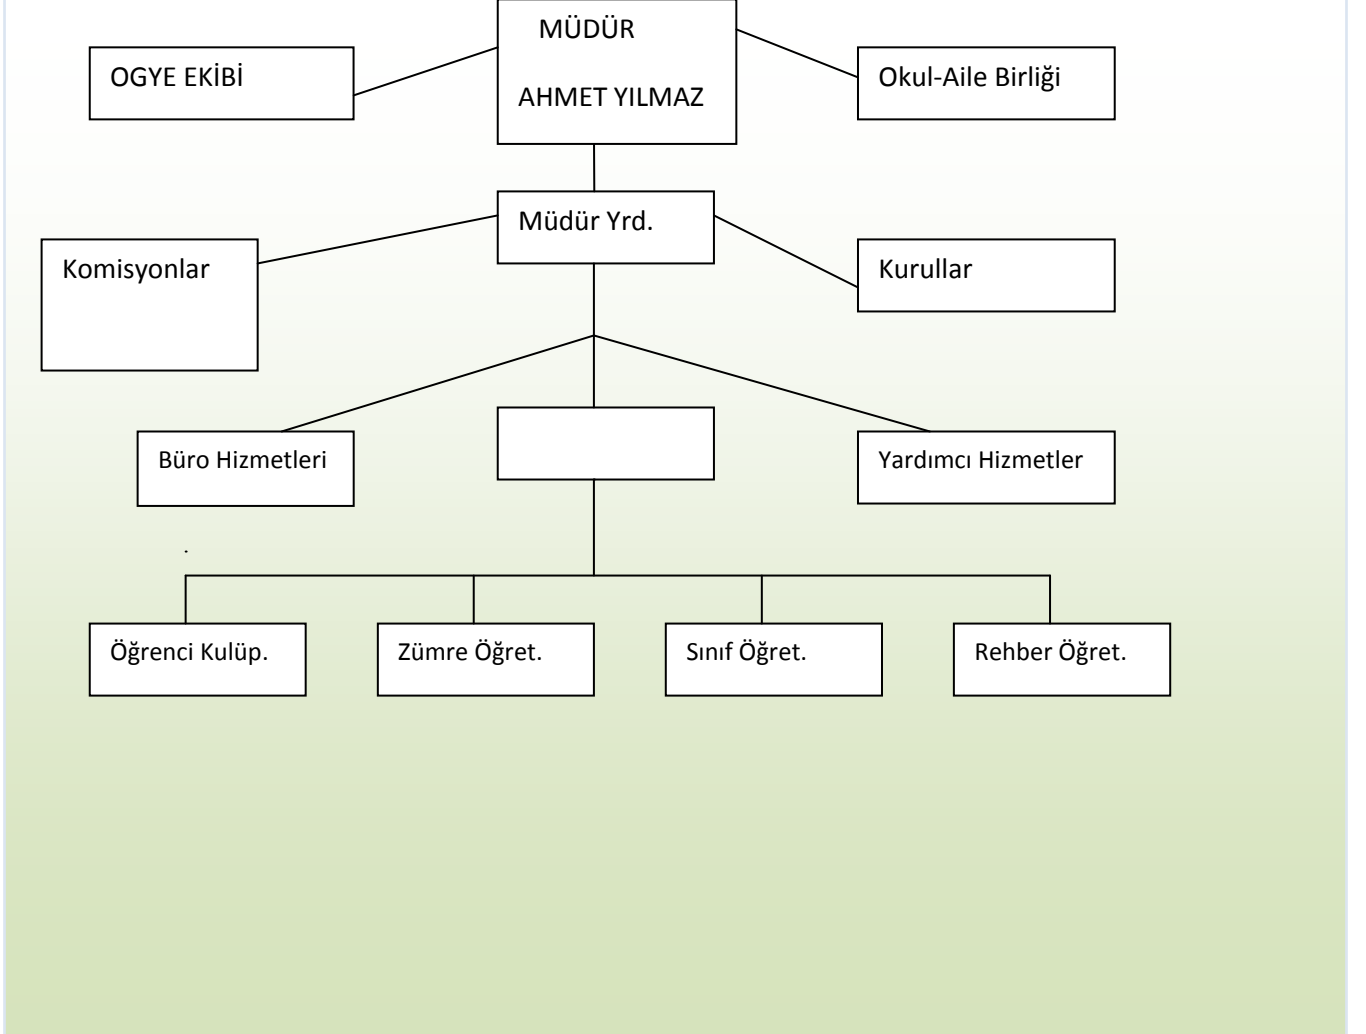 MÜDÜR
AHMET YILMAZ
OGYE EKİBİ
Okul-Aile Birliği
Müdür Yrd.
Komisyonlar
Kurullar
Büro Hizmetleri
Yardımcı Hizmetler
.
Öğrenci Kulüp.
Zümre Öğret.
Sınıf Öğret.
Rehber Öğret.